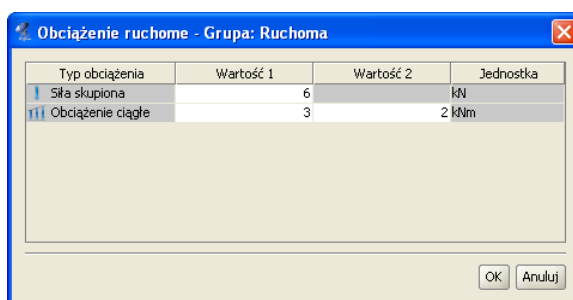 Obciążenie ruchome - Grupa: Ruchoma
Typ obciążenia Wartość 1 Wartość 2 Jednostka
Siła skupiona 6 kN
Obciążenie ciągłe 3 2 kNm
OK Anuluj